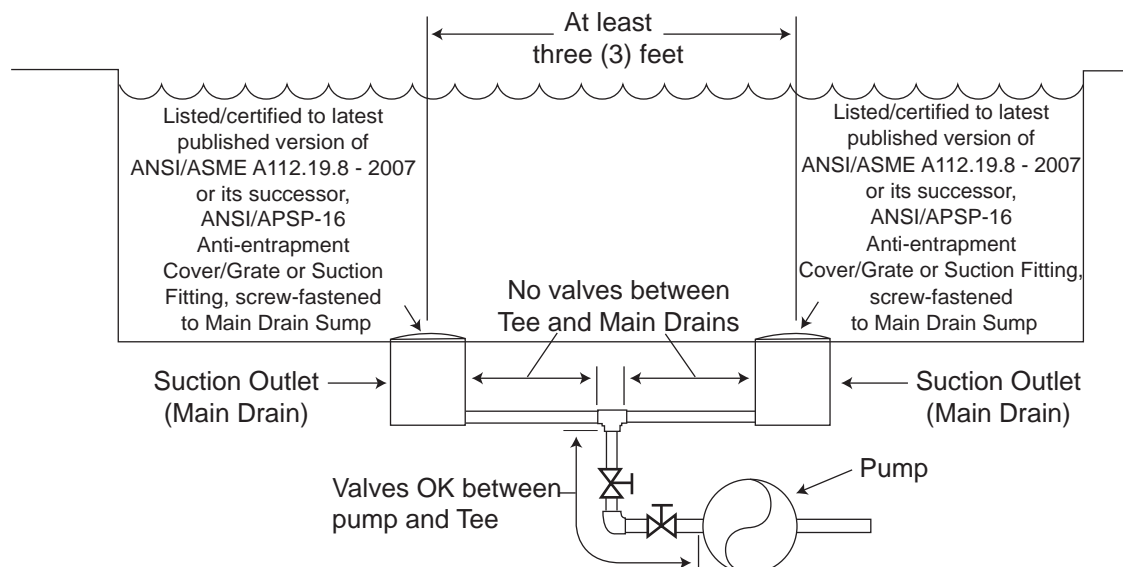 At least
three (3) feet
Listed/certified to latest
published version of
ANSI/ASME A112.19.8 - 2007
or its successor,
ANSI/APSP-16
Anti-entrapment
Cover/Grate or Suction
Fitting, screw-fastened
to Main Drain Sump
Listed/certified to latest
published version of
ANSI/ASME A112.19.8 - 2007
or its successor,
ANSI/APSP-16
Anti-entrapment
Cover/Grate or Suction Fitting,
screw-fastened
to Main Drain Sump
No valves between
Tee and Main Drains
Suction Outlet
(Main Drain)
Suction Outlet
(Main Drain)
Valves OK between
pump and Tee
Pump